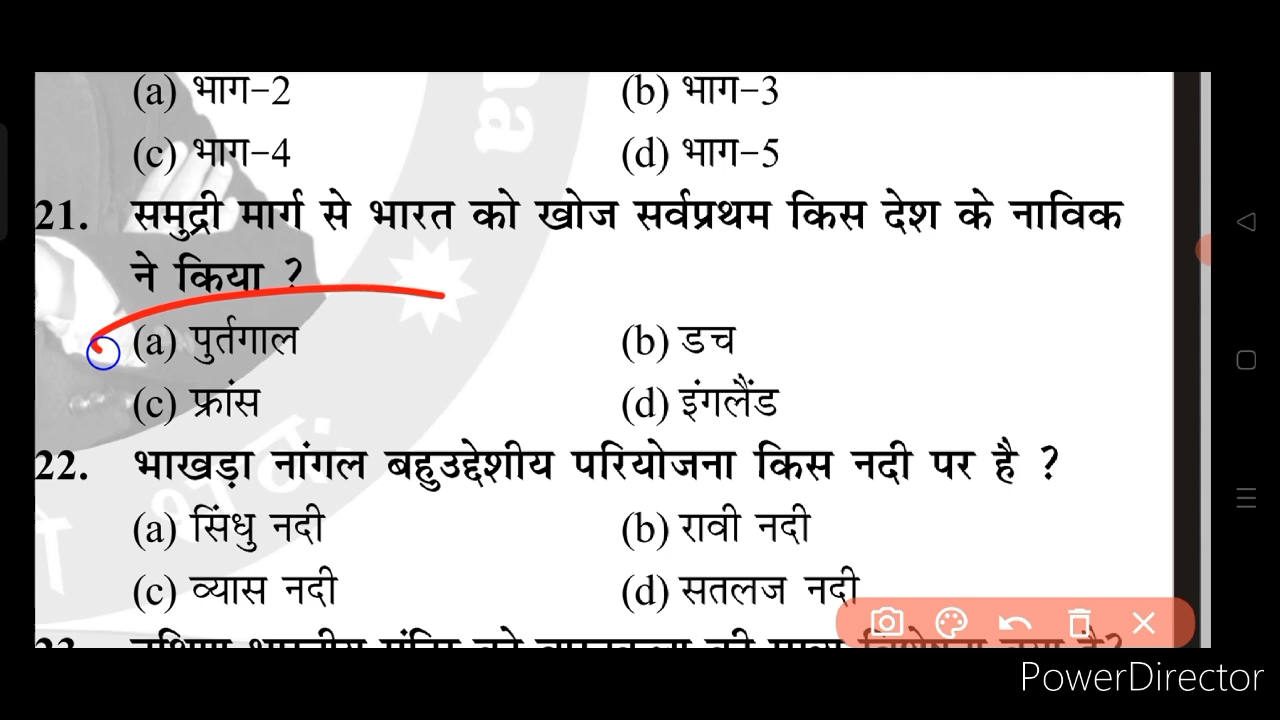 (a) भाग-2 (b) भाग-3
(c) भाग-4 (d) भाग-5
21. समुद्री मार्ग से भारत को खोज सर्वप्रथम किस देश के नाविक
ने किया ?
(a) पुर्तगाल (b) डच
(c) फ्रांस (d) इंगलैंड
22. भाखड़ा नांगल बहुउद्देशीय परियोजना किस नदी पर है ?
(a) सिंधु नदी (b) रावी नदी
(c) व्यास नदी (d) सतलज नदी
PowerDirector